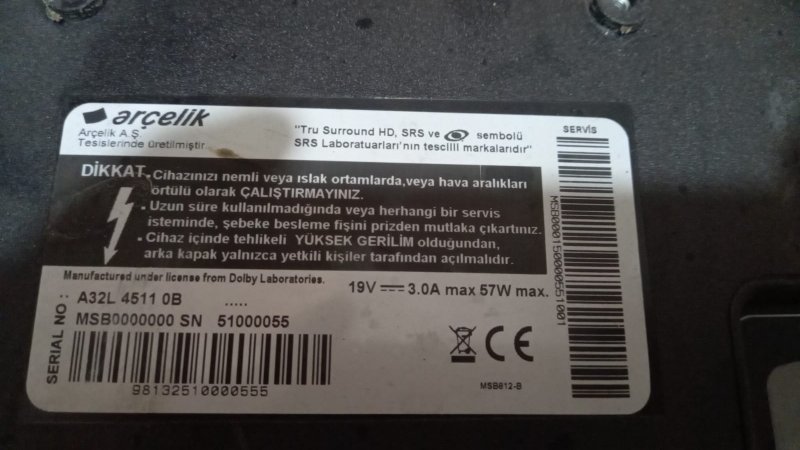 arçelik
Arçelik A.Ş.
Tesislerinde üretilmiştir
"Tru Surround HD, SRS ve sembolü
SRS Laboratuarları'nın tescilli markalarıdır"
SERVİS
DİKKAT -Cihazınızi nemli veya ıslak ortamlarda,veya hava aralıkları
örtülü olarak ÇALIŞTIRMAYINIZ.
- Uzun süre kullanılmadığında veya herhangi bir servis
isteminde, şebeke besleme fişini prizden mutlaka çıkartınız.
- Cihaz içinde tehlikeli YÜKSEK GERİLİM olduğundan,
arka kapak yalnızca yetkili kişiler tarafından açılmalıdır.
Manufactured under license from Dolby Laboratories.
19V 3.0A max 57W max.
SERIAL NO :
: A32L 4511 0B .....
MSB0000000 SN 51000055
98132510000555
CE
MSB812-B